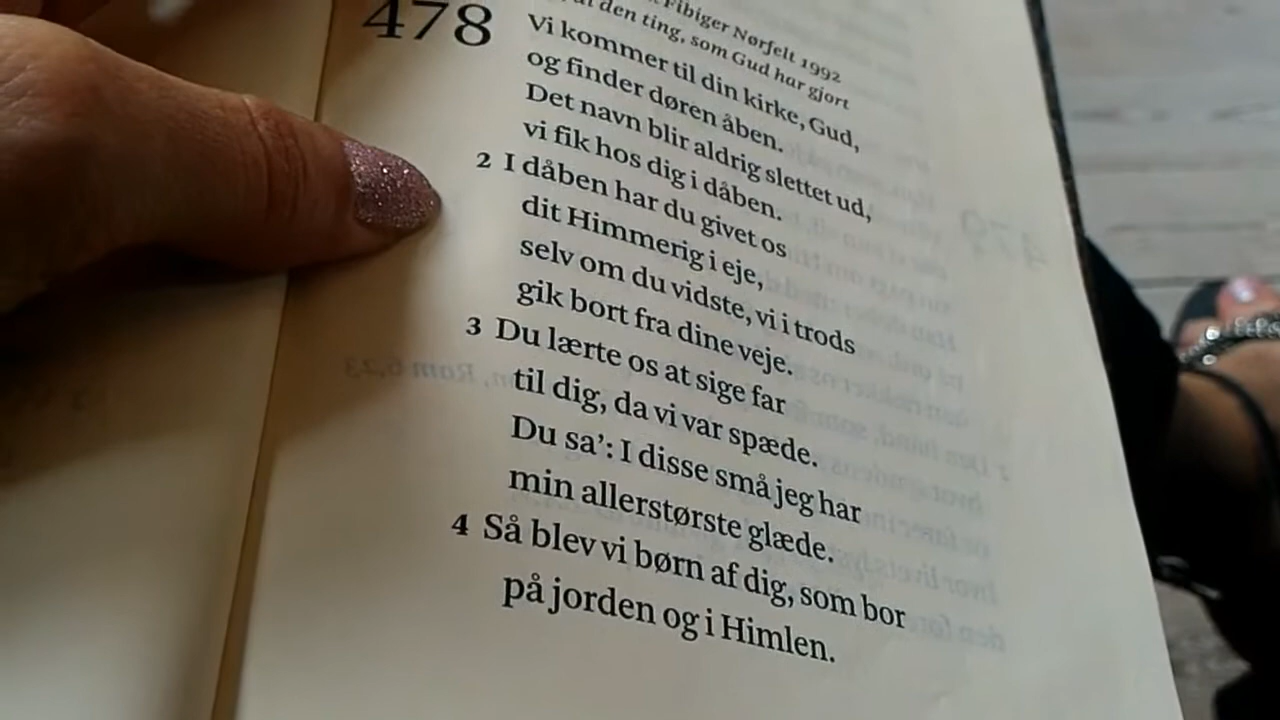 478
Fibiger Nørfelt 1992
den ting, som Gud har gjort
Vi kommer til din kirke, Gud,
og finder døren åben.
Det navn blir aldrig slettet ud,
vi fik hos dig i dåben.
2 I dåben har du givet os
dit Himmerig i eje,
selv om du vidste, vi i trods
gik bort fra dine veje.
3 Du lærte os at sige far
til dig, da vi var spæde.
Du sa’: I disse små jeg har
min allerstørste glæde.
4 Så blev vi børn af dig, som bor
på jorden og i Himlen.